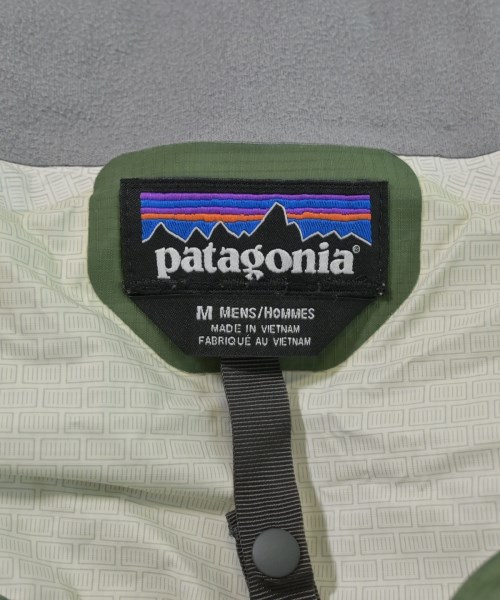 patagonia®
M MENS/HOMMES
MADE IN VIETNAM
FABRIQUÉ AU VIETNAM